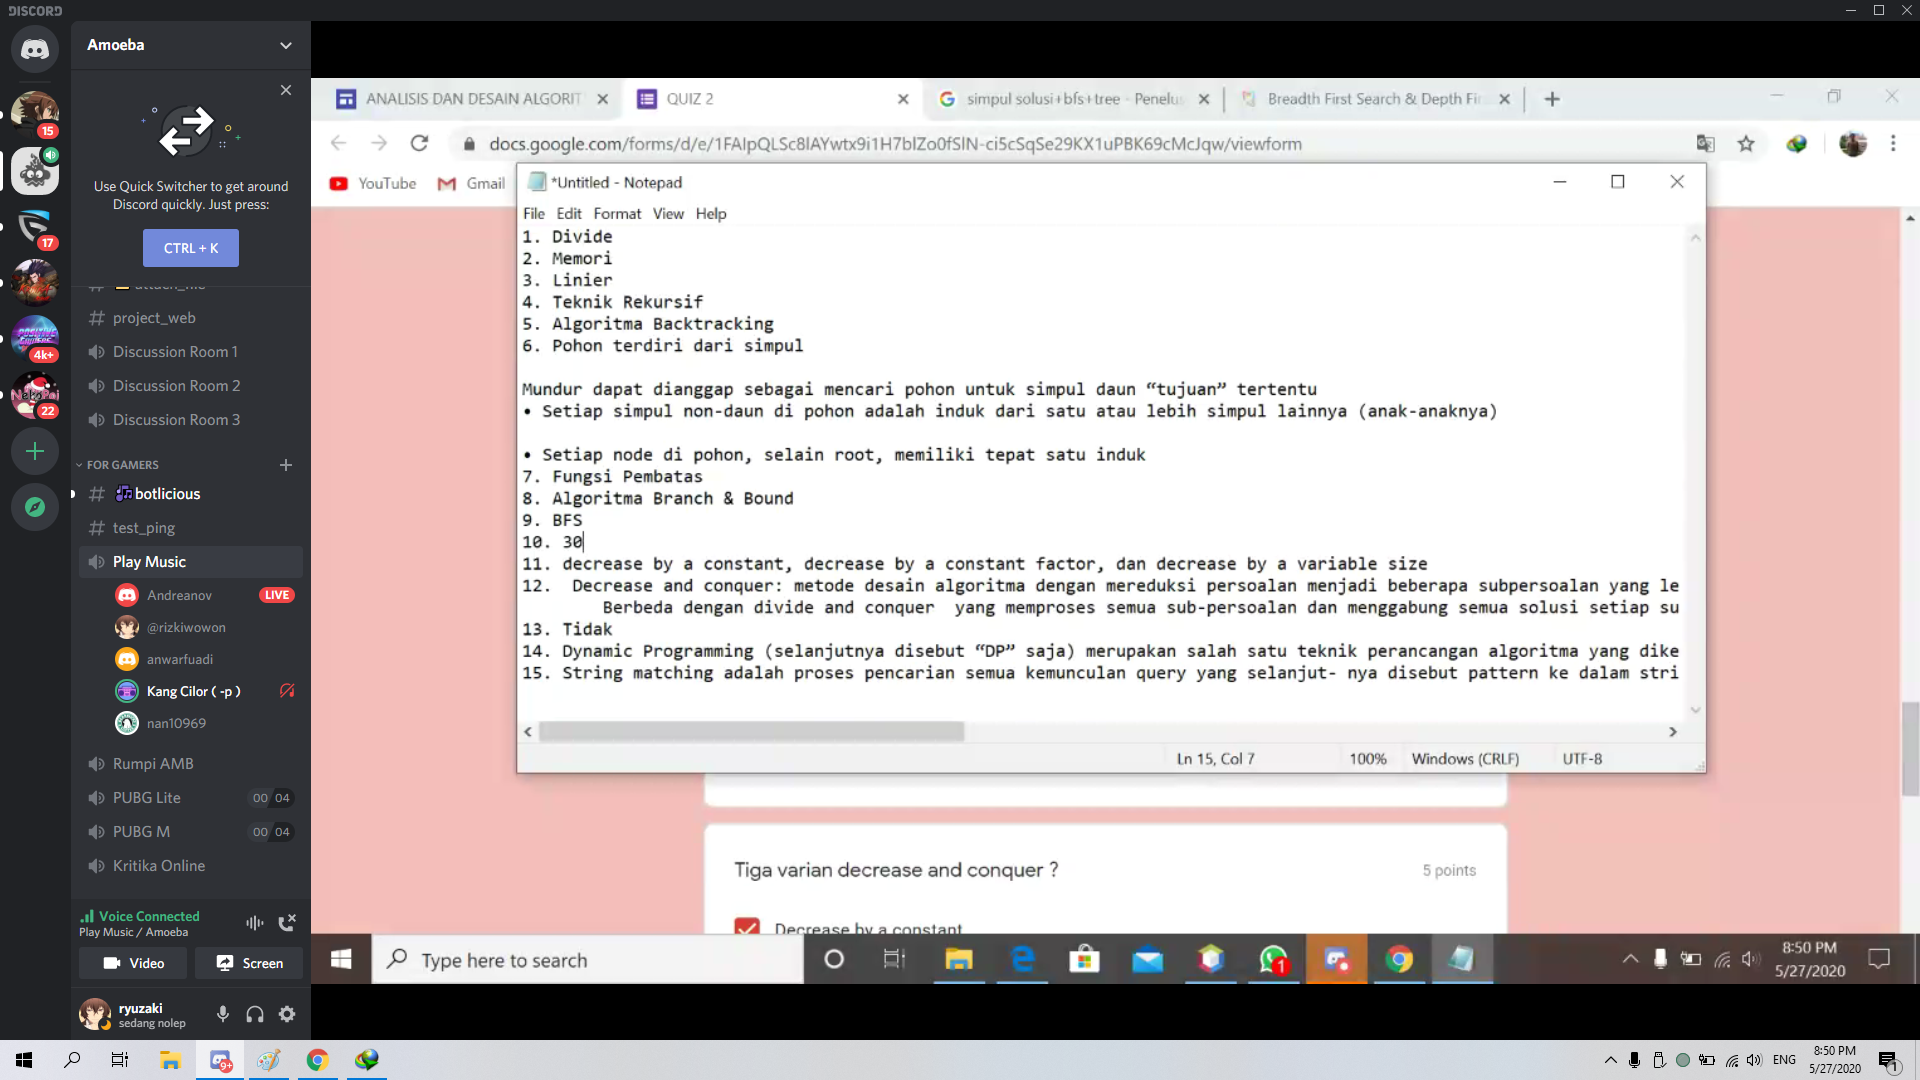 DISCORD
Amoeba
Use Quick Switcher to get around
Discord quickly. Just press:
CTRL + K
project_web
Discussion Room 1
Discussion Room 2
Discussion Room 3
FOR GAMERS
botlicious
test_ping
Play Music
Andreanov LIVE
@rizkiwowon
anwarfuadi
Kang Cilor ( -p )
nan10969
Rumpi AMB
PUBG Lite 00 04
PUBG M 00 04
Kritika Online
Voice Connected
Play Music / Amoeba
Video Screen
ryuzaki
sedang nolep
15
17
4k+
22
ANALISIS DAN DESAIN ALGORIT
QUIZ 2
simpul solusi+bfs+tree - Penelus
Breadth First Search & Depth Fir
docs.google.com/forms/d/e/1FAIpQLSc8lAYwtx9i1H7blZo0fSlN-ci5cSqSe29KX1uPBK69cMcJqw/viewform
YouTube Gmail
*Untitled - Notepad
File Edit Format View Help
1. Divide
2. Memori
3. Linier
4. Teknik Rekursif
5. Algoritma Backtracking
6. Pohon terdiri dari simpul
Mundur dapat dianggap sebagai mencari pohon untuk simpul daun “tujuan” tertentu
• Setiap simpul non-daun di pohon adalah induk dari satu atau lebih simpul lainnya (anak-anaknya)
• Setiap node di pohon, selain root, memiliki tepat satu induk
7. Fungsi Pembatas
8. Algoritma Branch & Bound
9. BFS
10. 30
11. decrease by a constant, decrease by a constant factor, dan decrease by a variable size
12. Decrease and conquer: metode desain algoritma dengan mereduksi persoalan menjadi beberapa subpersoalan yang le
Berbeda dengan divide and conquer yang memproses semua sub-persoalan dan menggabung semua solusi setiap su
13. Tidak
14. Dynamic Programming (selanjutnya disebut “DP” saja) merupakan salah satu teknik perancangan algoritma yang dike
15. String matching adalah proses pencarian semua kemunculan query yang selanjut- nya disebut pattern ke dalam stri
Ln 15, Col 7 100% Windows (CRLF) UTF-8
Tiga varian decrease and conquer ? 5 points
Decrease by a constant
Type here to search
1
8:50 PM
5/27/2020
9+
ENG
8:50 PM
5/27/2020
1